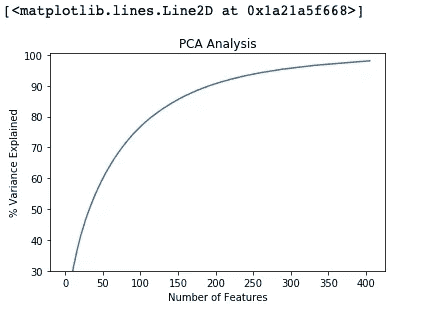 [<matplotlib.lines.Line2D at 0x1a21a5f668>]
PCA Analysis
100
90
80
70
60
50
40
30
% Variance Explained
0 50 100 150 200 250 300 350 400
Number of Features